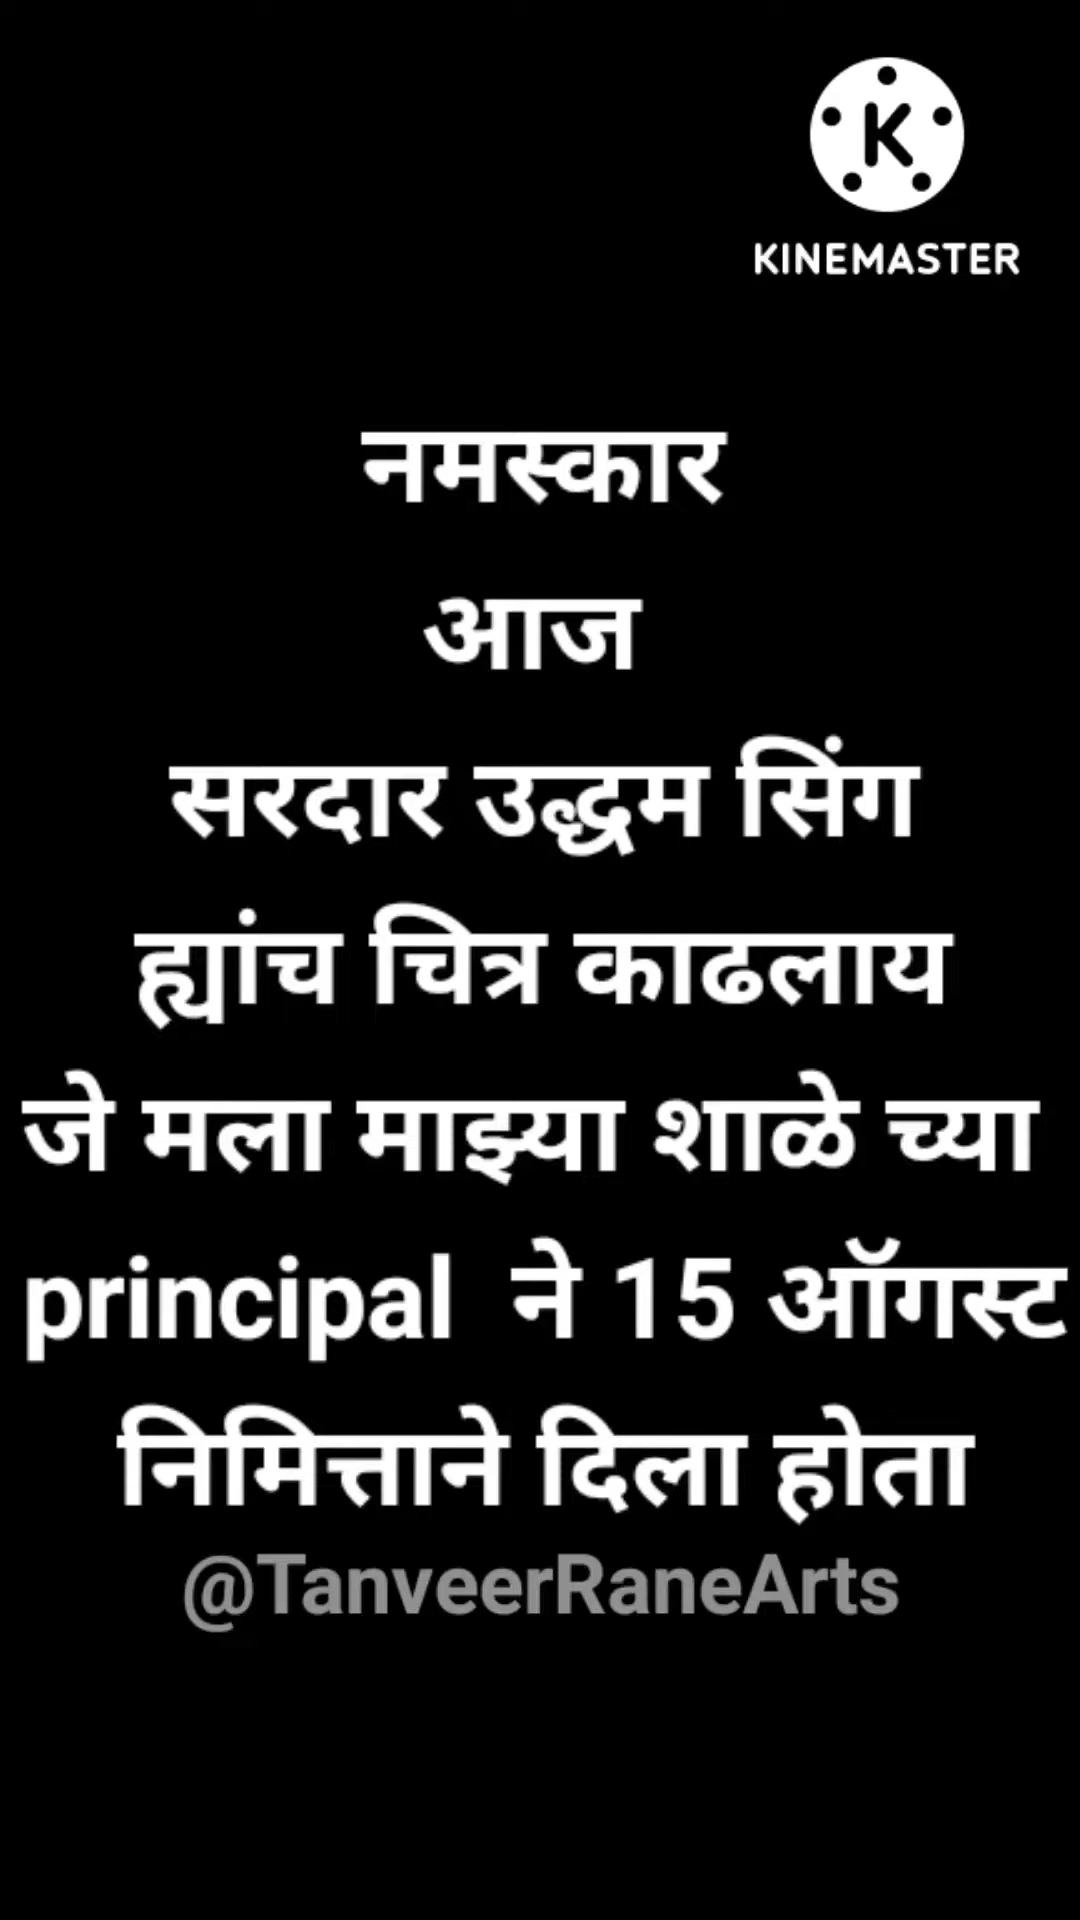 K
KINEMASTER
नमस्कार
आज
सरदार उद्धम सिंग
ह्यांच चित्र काढलाय
जे मला माझ्या शाळे च्या
principal ने 15 ऑगस्ट
निमित्ताने दिला होता
@TanveerRaneArts